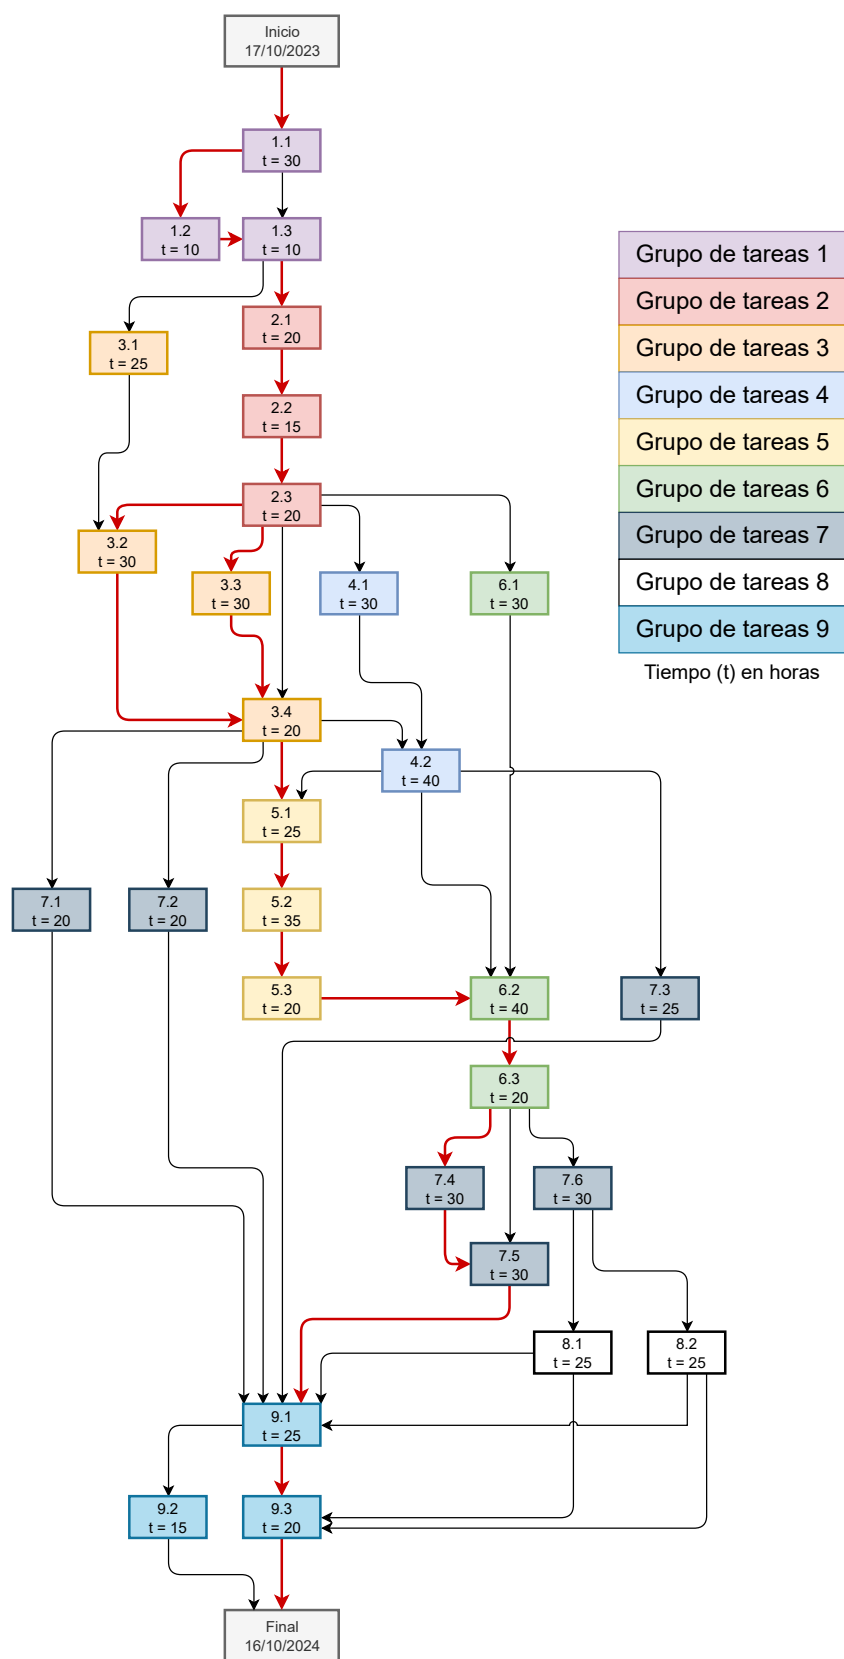 Inicio
17/10/2023
1.1
t = 30
1.2
t = 10
1.3
t = 10
Grupo de tareas 1
Grupo de tareas 2
Grupo de tareas 3
Grupo de tareas 4
Grupo de tareas 5
Grupo de tareas 6
Grupo de tareas 7
Grupo de tareas 8
Grupo de tareas 9
Tiempo (t) en horas
2.1
t = 20
3.1
t = 25
2.2
t = 15
2.3
t = 20
3.2
t = 30
3.3
t = 30
4.1
t = 30
6.1
t = 30
3.4
t = 20
4.2
t = 40
5.1
t = 25
7.1
t = 20
7.2
t = 20
5.2
t = 35
5.3
t = 20
6.2
t = 40
7.3
t = 25
6.3
t = 20
7.4
t = 30
7.6
t = 30
7.5
t = 30
8.1
t = 25
8.2
t = 25
9.1
t = 25
9.2
t = 15
9.3
t = 20
Final
16/10/2024